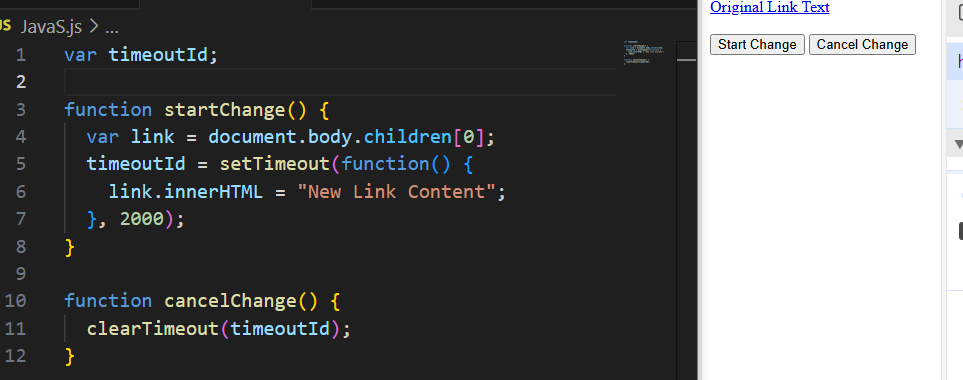 JS JavaS.js > ...
1 var timeoutId;
2
3 function startChange() {
4 var link = document.body.children[0];
5 timeoutId = setTimeout(function() {
6 link.innerHTML = "New Link Content";
7 }, 2000);
8 }
9
10 function cancelChange() {
11 clearTimeout(timeoutId);
12 }
Original Link Text
Start Change Cancel Change